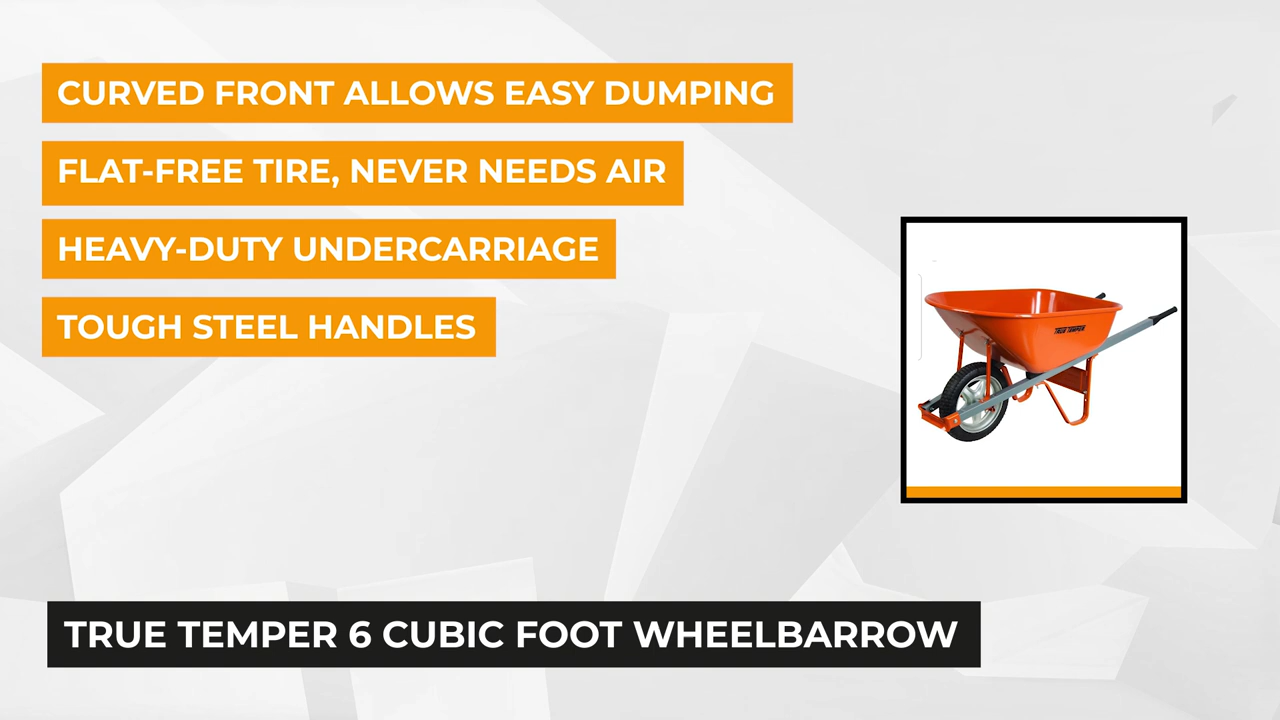 CURVED FRONT ALLOWS EASY DUMPING
FLAT-FREE TIRE, NEVER NEEDS AIR
HEAVY-DUTY UNDERCARRIAGE
TOUGH STEEL HANDLES
TRUE TEMPER
TRUE TEMPER 6 CUBIC FOOT WHEELBARROW